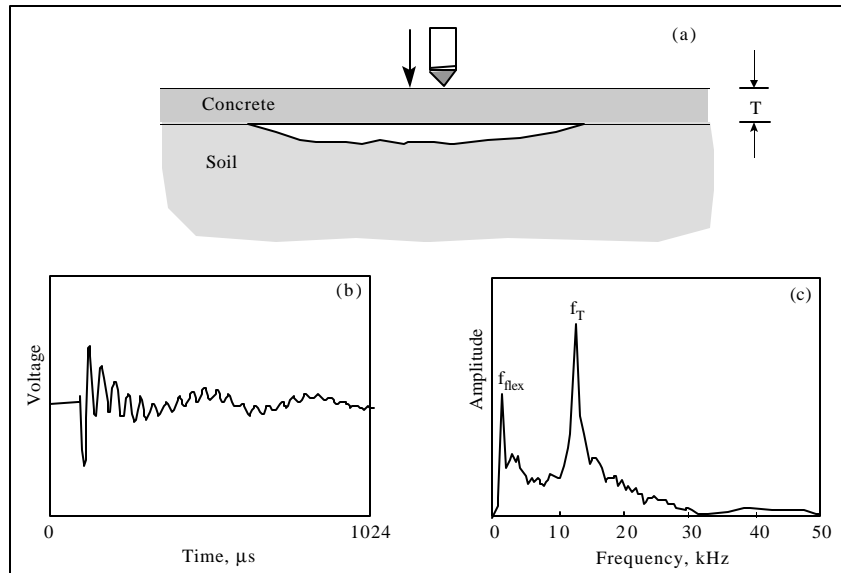 (a)
Concrete
T
Soil
(b)
Voltage
0
1024
Time, μs
(c)
f_T
f_flex
Amplitude
0 10 20 30 40 50
Frequency, kHz